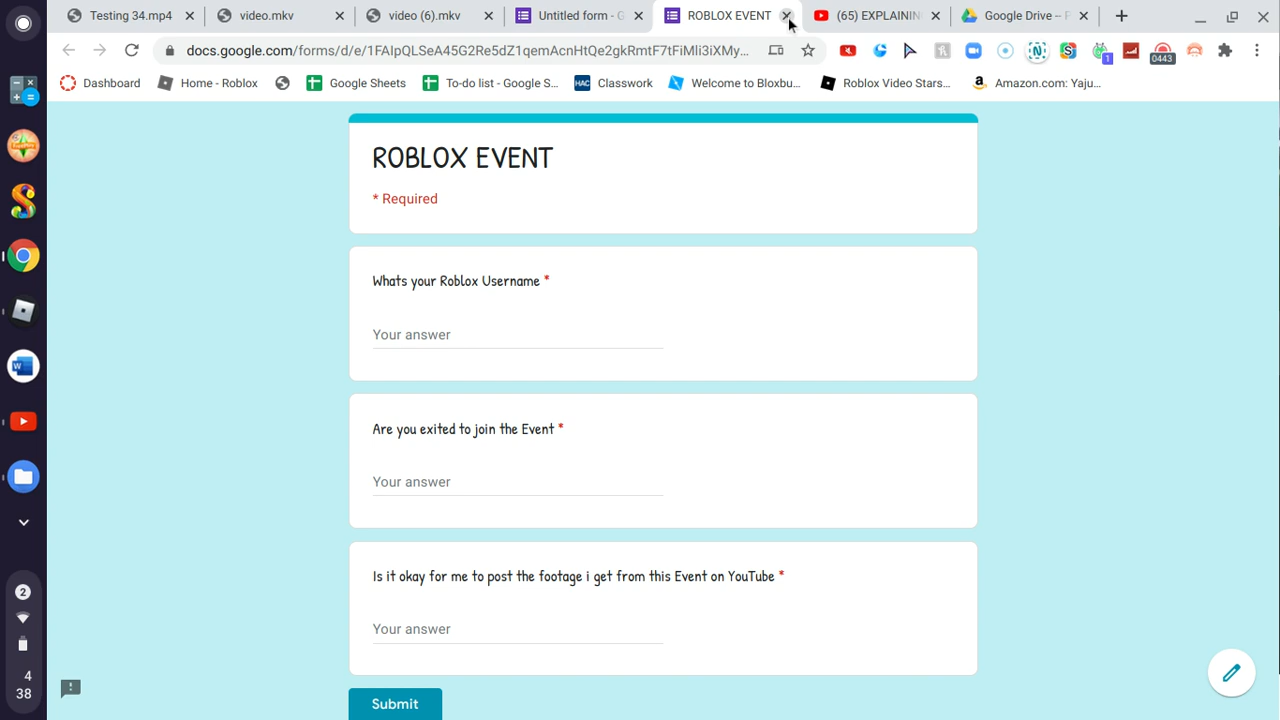 Testing 34.mp4
video.mkv
video (6).mkv
Untitled form - G
ROBLOX EVENT
(65) EXPLAININ
Google Drive – F
docs.google.com/forms/d/e/1FAIpQLSeA45G2Re5dZ1qemAcnHtQe2gkRmtF7tFiMli3iXMy...
1
0443
Dashboard
Home - Roblox
Google Sheets
To-do list - Google S...
HAC
Classwork
Welcome to Bloxbu...
Roblox Video Stars...
Amazon.com: Yaju...
ROBLOX EVENT
* Required
Whats your Roblox Username *
Your answer
Are you exited to join the Event *
Your answer
Is it okay for me to post the footage i get from this Event on YouTube *
Your answer
Submit
2
4
38